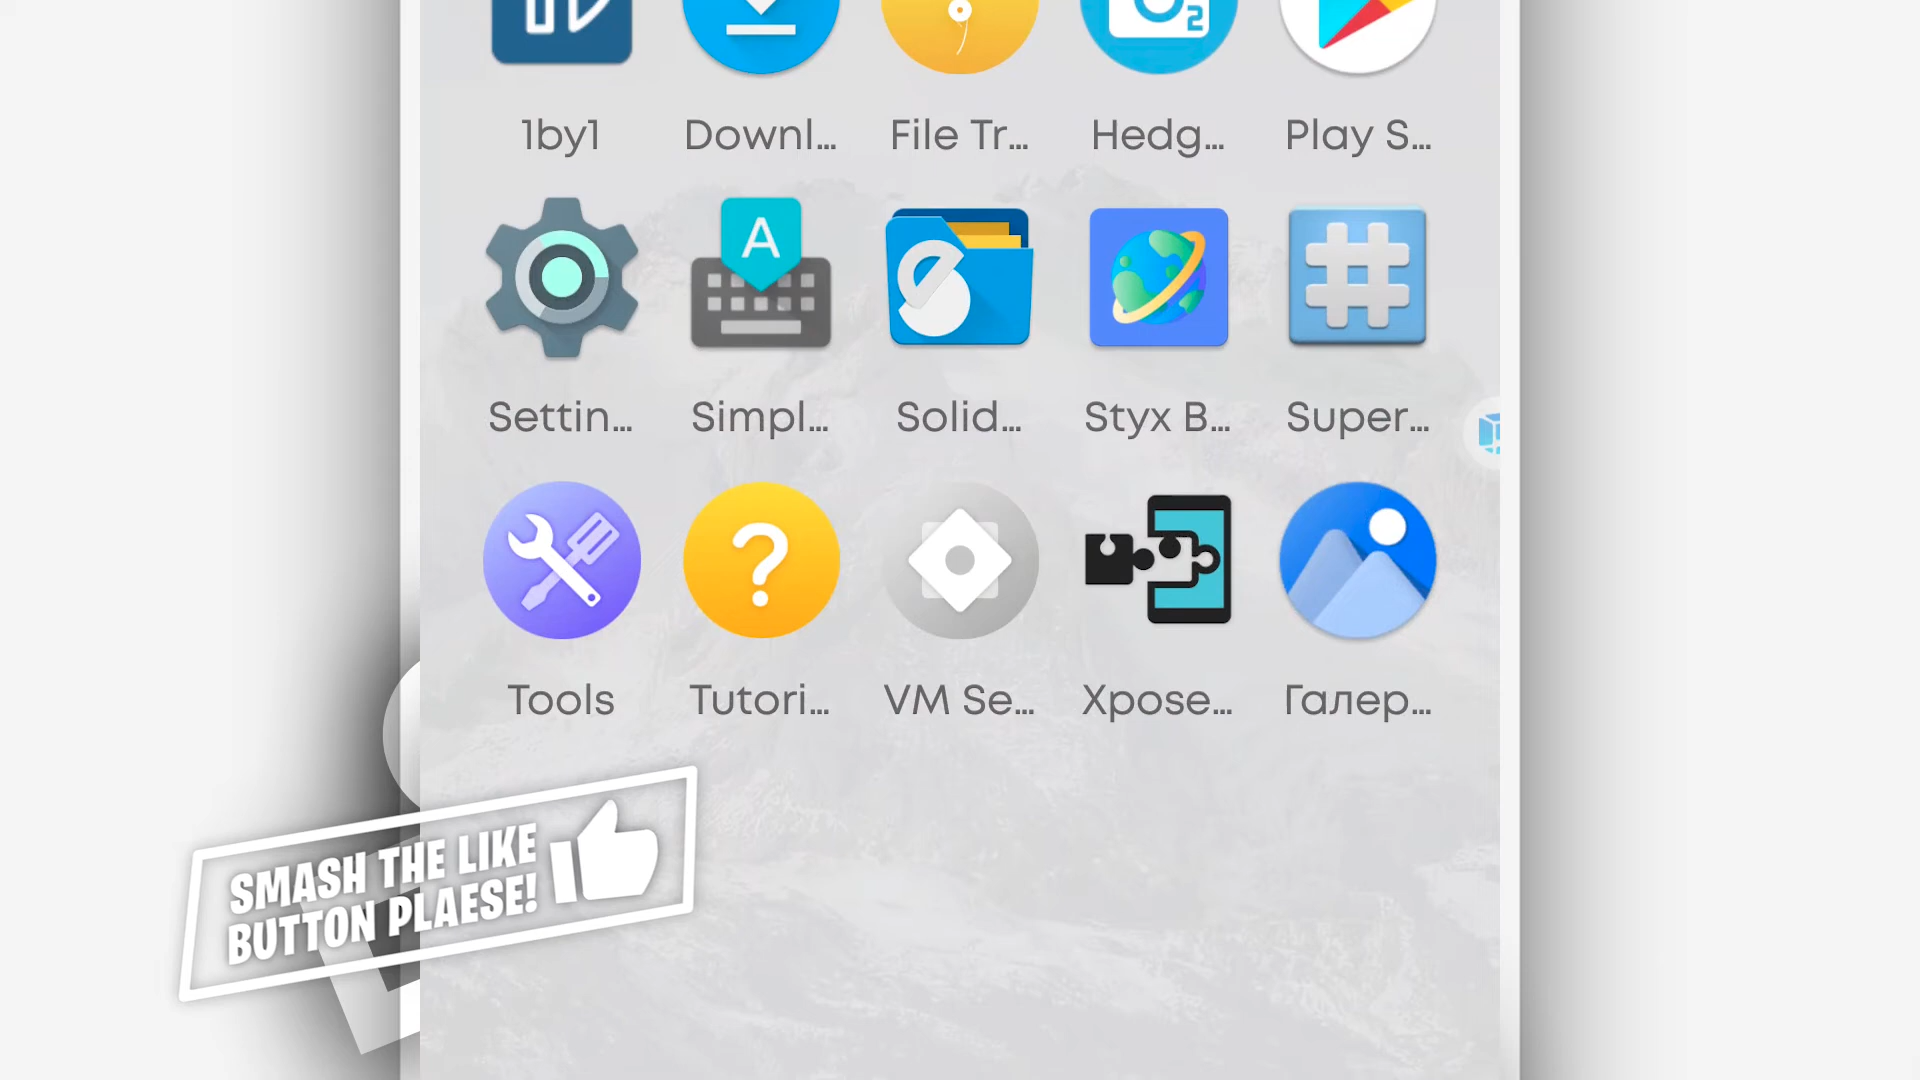 1by1
Downl...
File Tr...
Hedg...
Play S...
A
Settin...
Simpl...
Solid...
Styx B...
Super...
Tools
Tutori...
VM Se...
Xpose...
Галер...
SMASH THE LIKE
BUTTON PLAESE!